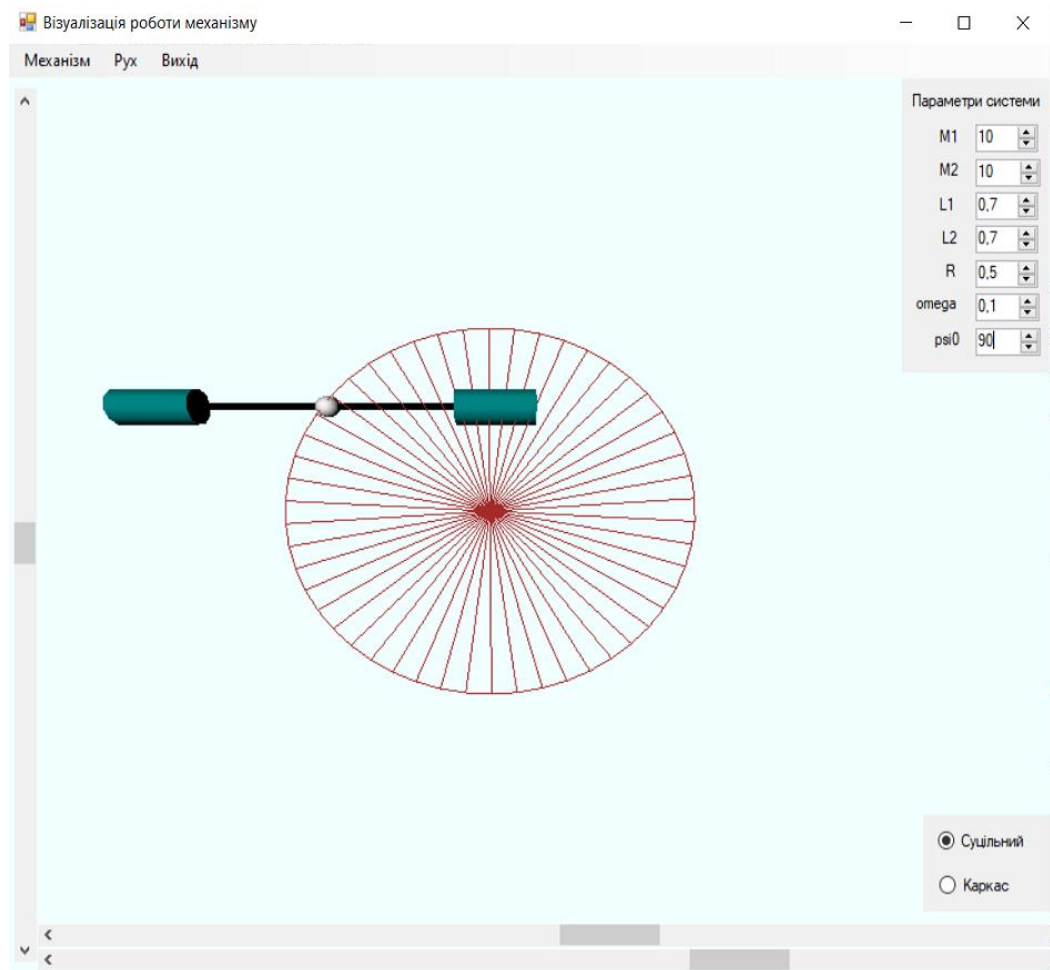 Візуалізація роботи механізму
Механізм Рух Вихід
Параметри системи
M1 10
M2 10
L1 0,7
L2 0,7
R 0,5
omega 0,1
psi0 90
Суцільний
Каркас